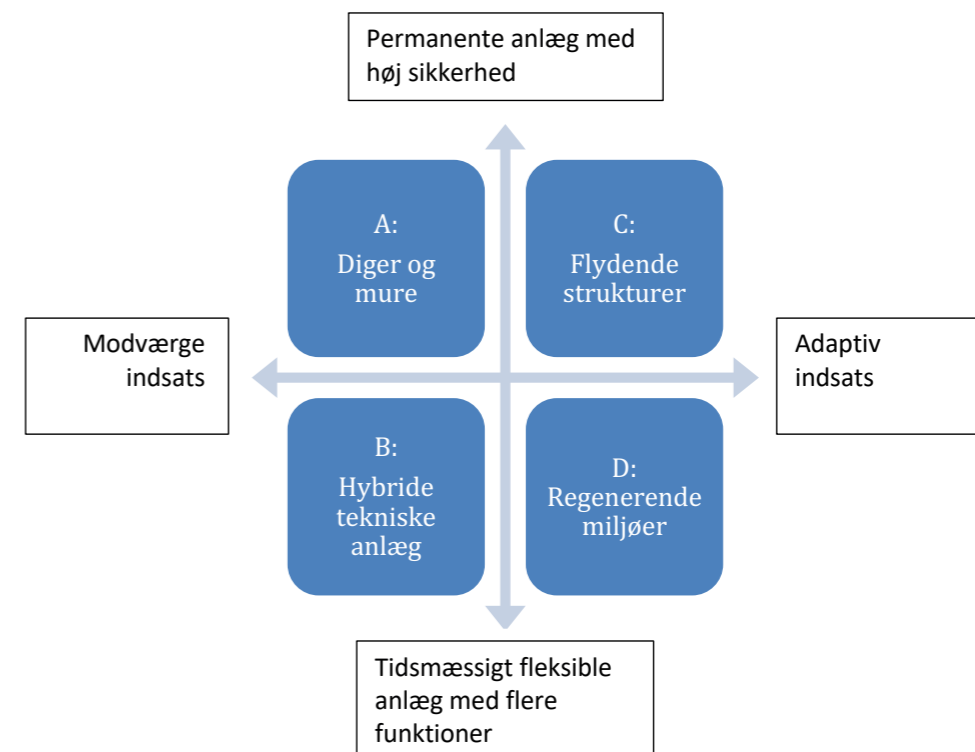 Permanente anlæg med
høj sikkerhed
A:
Diger og
mure
C:
Flydende
strukturer
Modværge
indsats
Adaptiv
indsats
B:
Hybride
tekniske
anlæg
D:
Regenerende
miljøer
Tidsmæssigt fleksible
anlæg med flere
funktioner